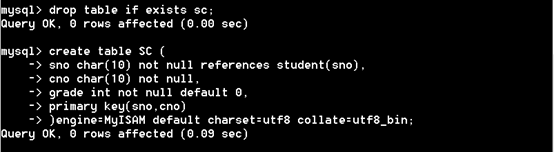 mysql> drop table if exists sc;
Query OK, 0 rows affected (0.00 sec)
mysql> create table SC (
-> sno char(10) not null references student(sno),
-> cno char(10) not null,
-> grade int not null default 0,
-> primary key(sno,cno)
-> )engine=MyISAM default charset=utf8 collate=utf8_bin;
Query OK, 0 rows affected (0.09 sec)